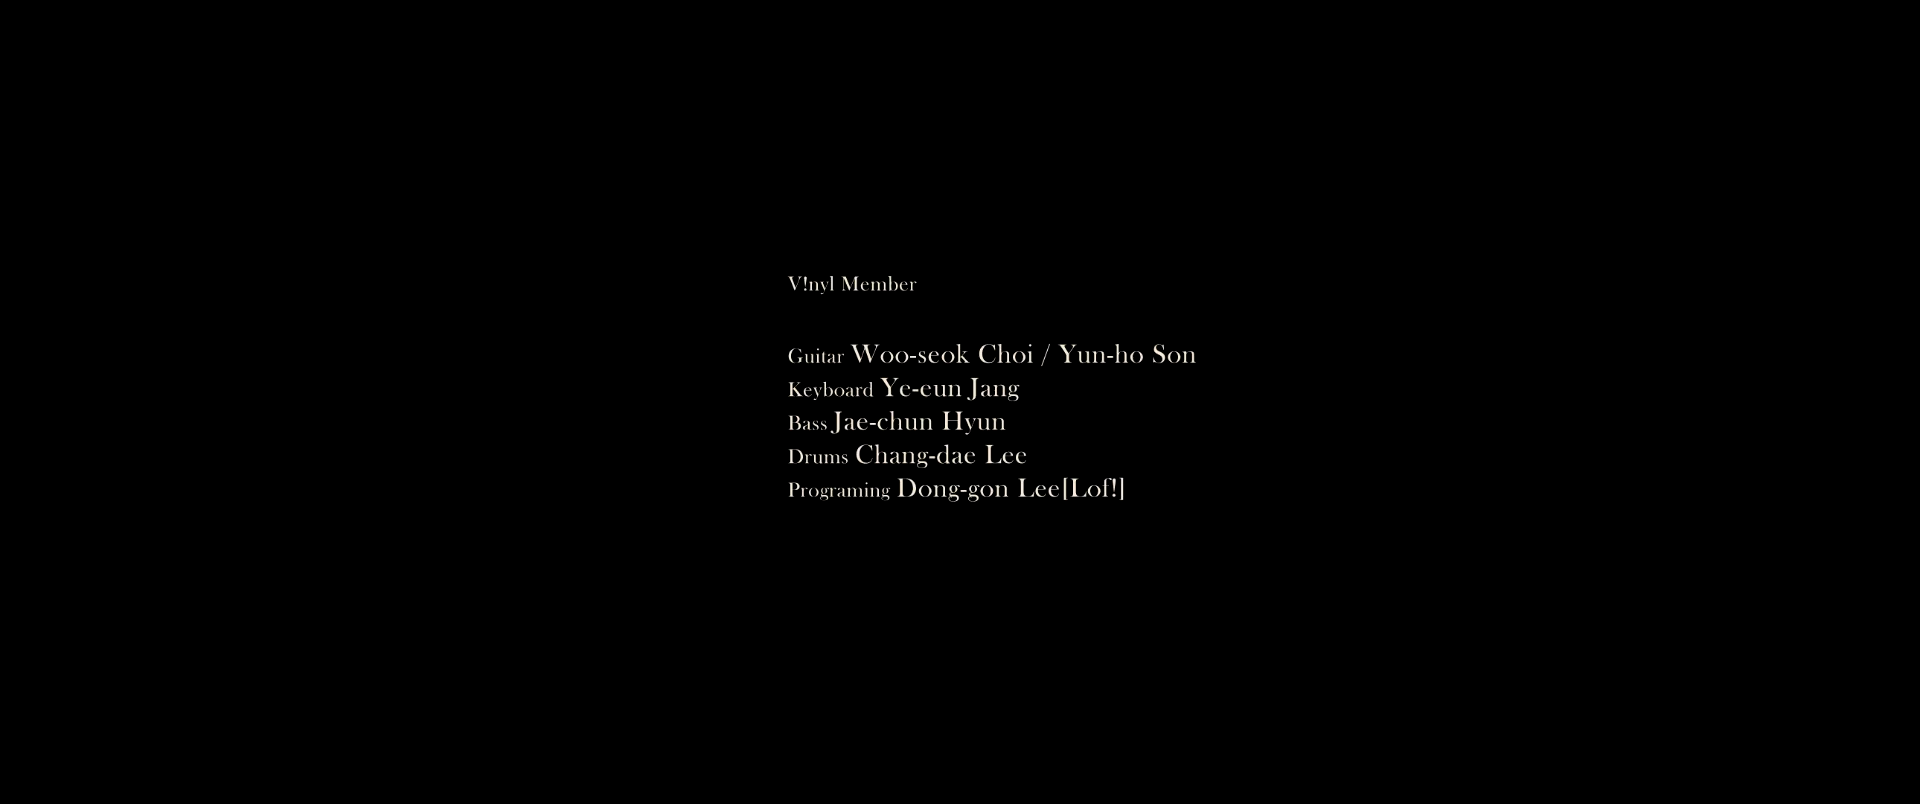 V!nyl Member
Guitar Woo-seok Choi / Yun-ho Son
Keyboard Ye-eun Jang
Bass Jae-chun Hyun
Drums Chang-dae Lee
Programing Dong-gon Lee[Lof!]